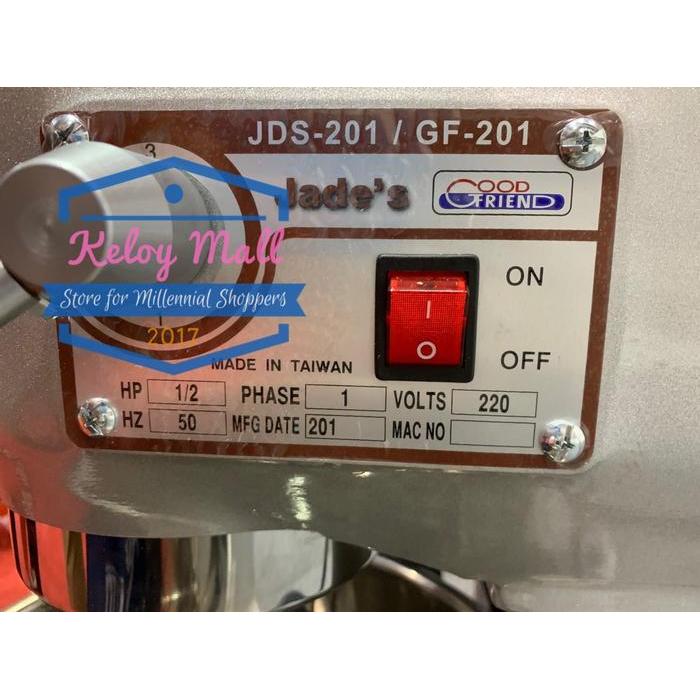 JDS-201 / GF-201
3
Jade's
GOOD
FRIEND
Keloy Mall
Store for Millennial Shoppers
2017
1
ON
I
O
OFF
MADE IN TAIWAN
HP 1/2 PHASE 1 VOLTS 220
HZ 50 MFG DATE 201 MAC NO